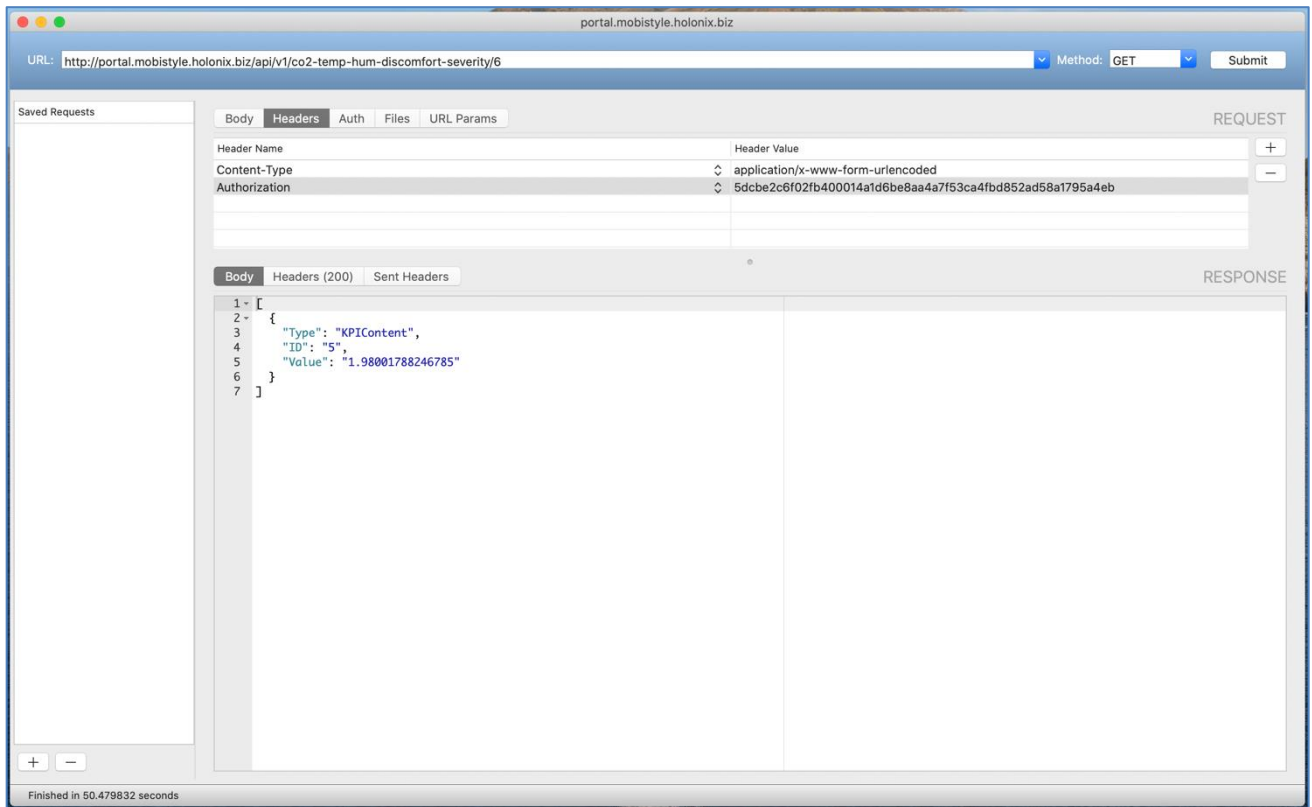 portal.mobistyle.holonix.biz
URL: http://portal.mobistyle.holonix.biz/api/v1/co2-temp-hum-discomfort-severity/6 Method: GET Submit
Saved Requests
Body Headers Auth Files URL Params REQUEST
Header Name Header Value +
Content-Type application/x-www-form-urlencoded −
Authorization 5dcbe2c6f02fb400014a1d6be8aa4a7f53ca4fbd852ad58a1795a4eb
Body Headers (200) Sent Headers RESPONSE
1 [
2 {
3 "Type": "KPIContent",
4 "ID": "5",
5 "Value": "1.98001788246785"
6 }
7 ]
+ −
Finished in 50.479832 seconds